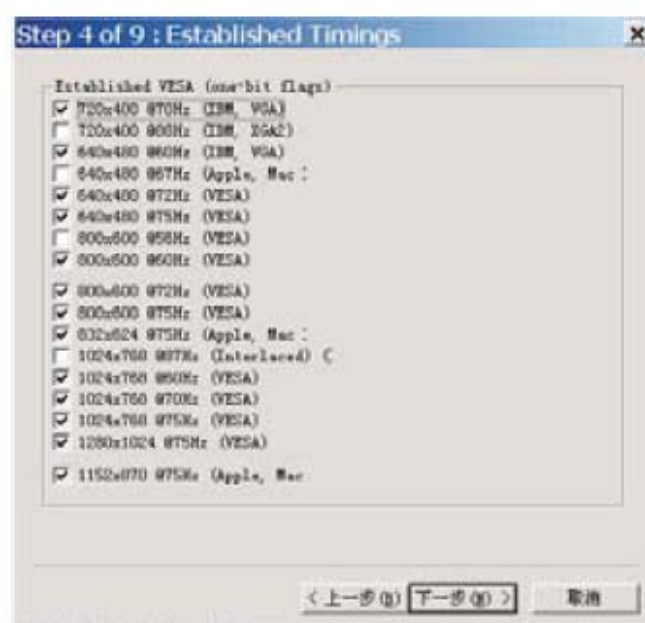 Step 4 of 9 : Established Timings
Established VESA (one-bit flags)
720x400 @70Hz (IBM, VGA)
720x400 @88Hz (IBM, XGA2)
640x480 @60Hz (IBM, VGA)
640x480 @67Hz (Apple, Mac
640x480 @72Hz (VESA)
640x480 @75Hz (VESA)
800x600 @56Hz (VESA)
800x600 @60Hz (VESA)
800x600 @72Hz (VESA)
800x600 @75Hz (VESA)
832x624 @75Hz (Apple, Mac
1024x768 @87Hz (Interlaced) (
1024x768 @60Hz (VESA)
1024x768 @70Hz (VESA)
1024x768 @75Hz (VESA)
1280x1024 @75Hz (VESA)
1152x870 @75Hz (Apple, Mac
<上一步(B) 下一步(N) > 取消